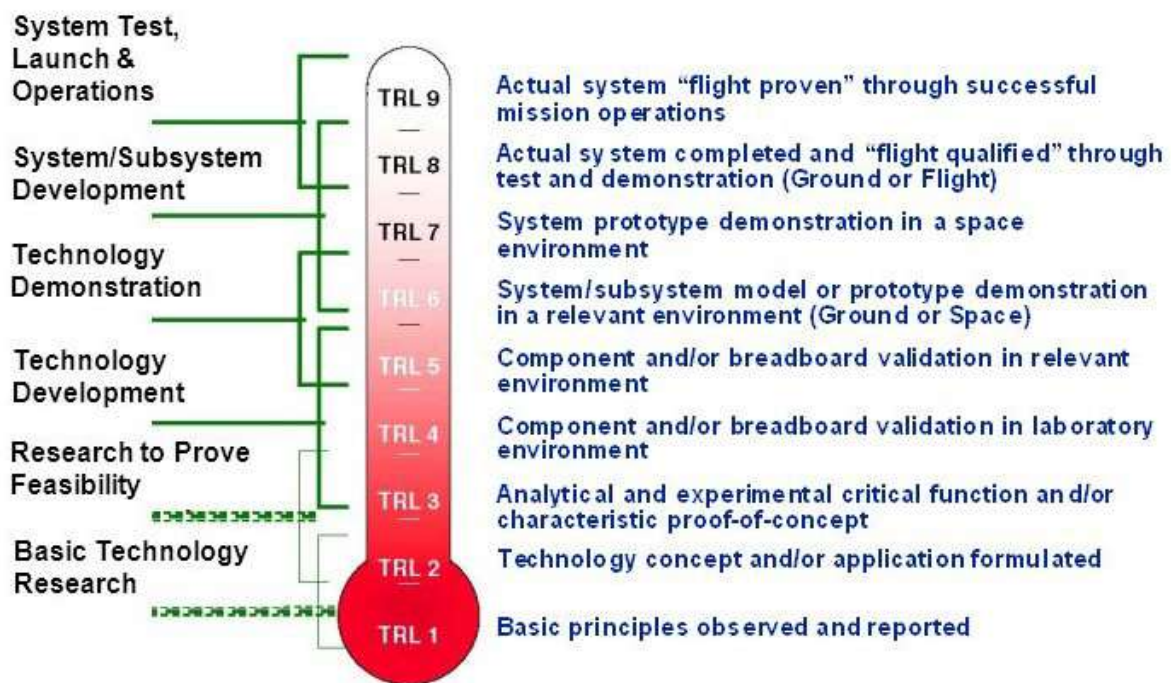 System Test,
Launch &
Operations
System/Subsystem
Development
Technology
Demonstration
Technology
Development
Research to Prove
Feasibility
Basic Technology
Research
TRL 9
TRL 8
TRL 7
TRL 6
TRL 5
TRL 4
TRL 3
TRL 2
TRL 1
Actual system “flight proven” through successful
mission operations
Actual system completed and “flight qualified” through
test and demonstration (Ground or Flight)
System prototype demonstration in a space
environment
System/subsystem model or prototype demonstration
in a relevant environment (Ground or Space)
Component and/or breadboard validation in relevant
environment
Component and/or breadboard validation in laboratory
environment
Analytical and experimental critical function and/or
characteristic proof-of-concept
Technology concept and/or application formulated
Basic principles observed and reported